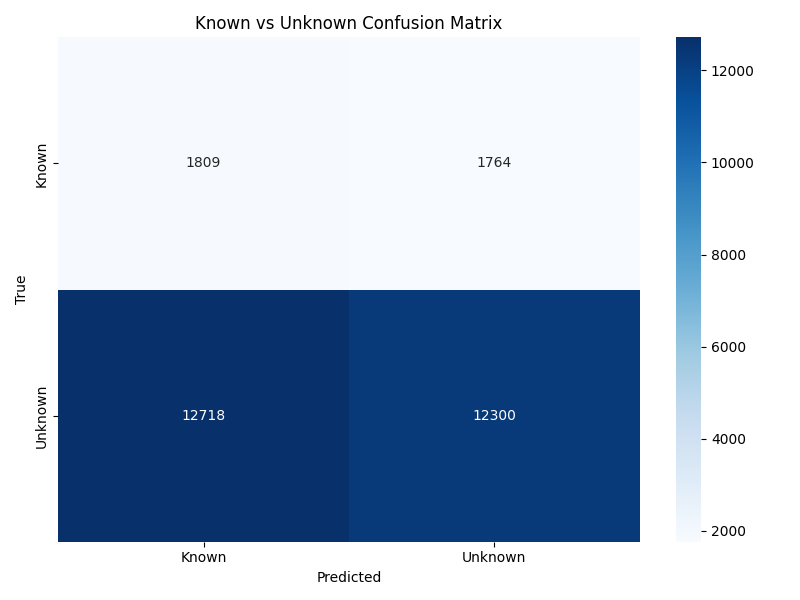 Known vs Unknown Confusion Matrix
True
Known
Unknown
1809
1764
12718
12300
Known
Unknown
Predicted
12000
10000
8000
6000
4000
2000